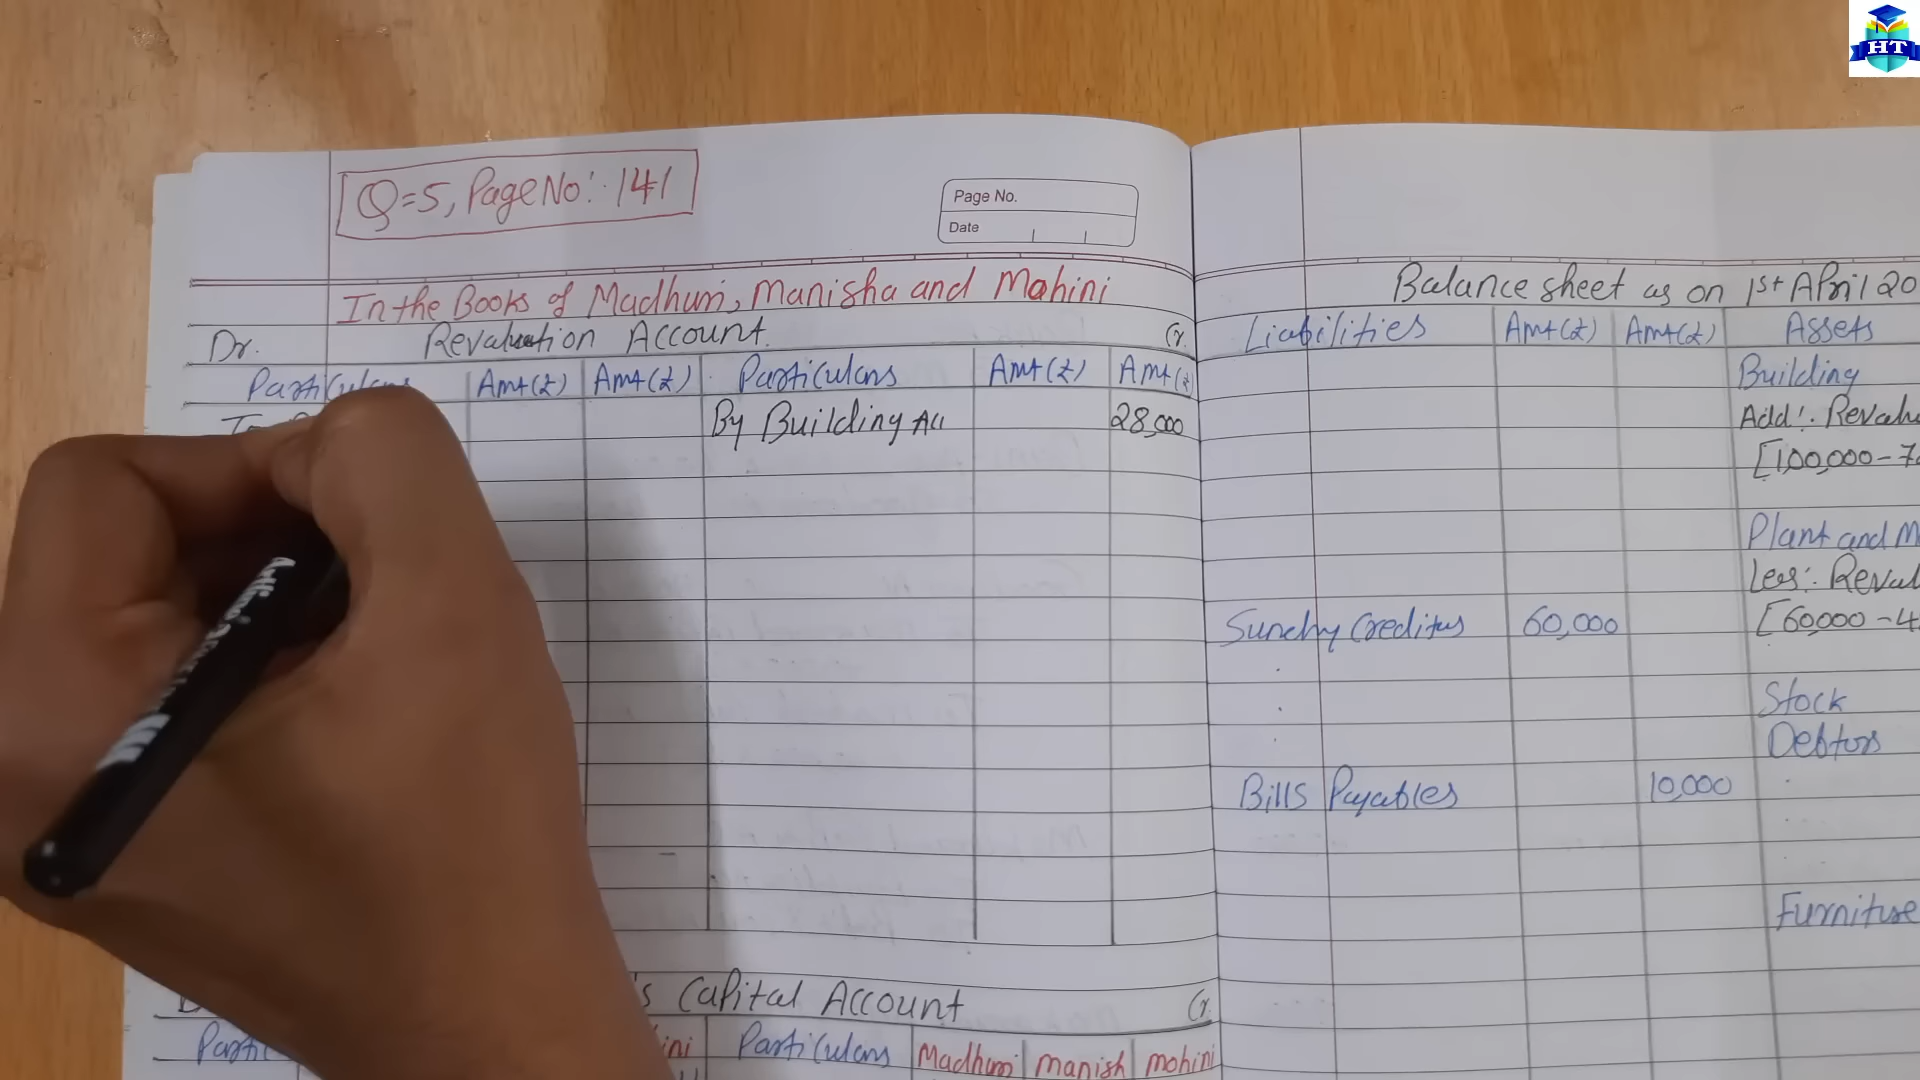 HT
Q=5, Page No:- 141
Page No.
Date
In the Books of Madhuri, Manisha and Mohini
Dr. Revaluation Account. Cr.
Particulars Amt(₹) Amt(₹) Particulars Amt(₹) Amt(₹)
By Building A/c 28,000
's Capital Account Cr.
Particulars Madhuri manish mohini
Balance sheet as on 1st April 20
Liabilities Amt(₹) Amt(₹) Assets
Building
Add:. Revalu
[1,00,000 - 7
Plant and M
Less:. Reval
Sundry Creditors 60,000 [60,000 - 4
Stock
Debtors
Bills Payables 10,000
Furniture